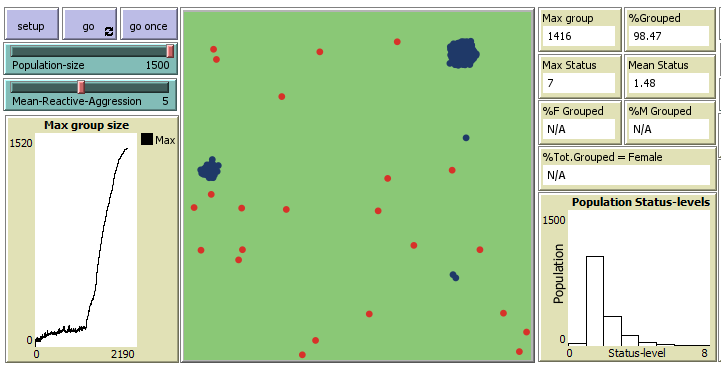 setup
go
go once
Population-size 1500
Mean-Reactive-Aggression 5
Max group size
1520
Max
0
0 2190
Max group
1416
%Grouped
98.47
Max Status
7
Mean Status
1.48
%F Grouped
N/A
%M Grouped
N/A
%Tot.Grouped = Female
N/A
Population Status-levels
1500
Population
0
0 Status-level 8